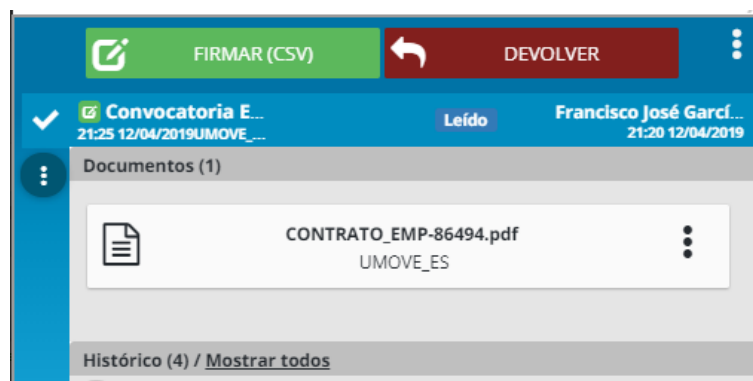 FIRMAR (CSV) DEVOLVER
Convocatoria E... Leído Francisco José Garcí...
21:25 12/04/2019UMOVE_... 21:20 12/04/2019
Documentos (1)
CONTRATO_EMP-86494.pdf
UMOVE_ES
Histórico (4) / Mostrar todos